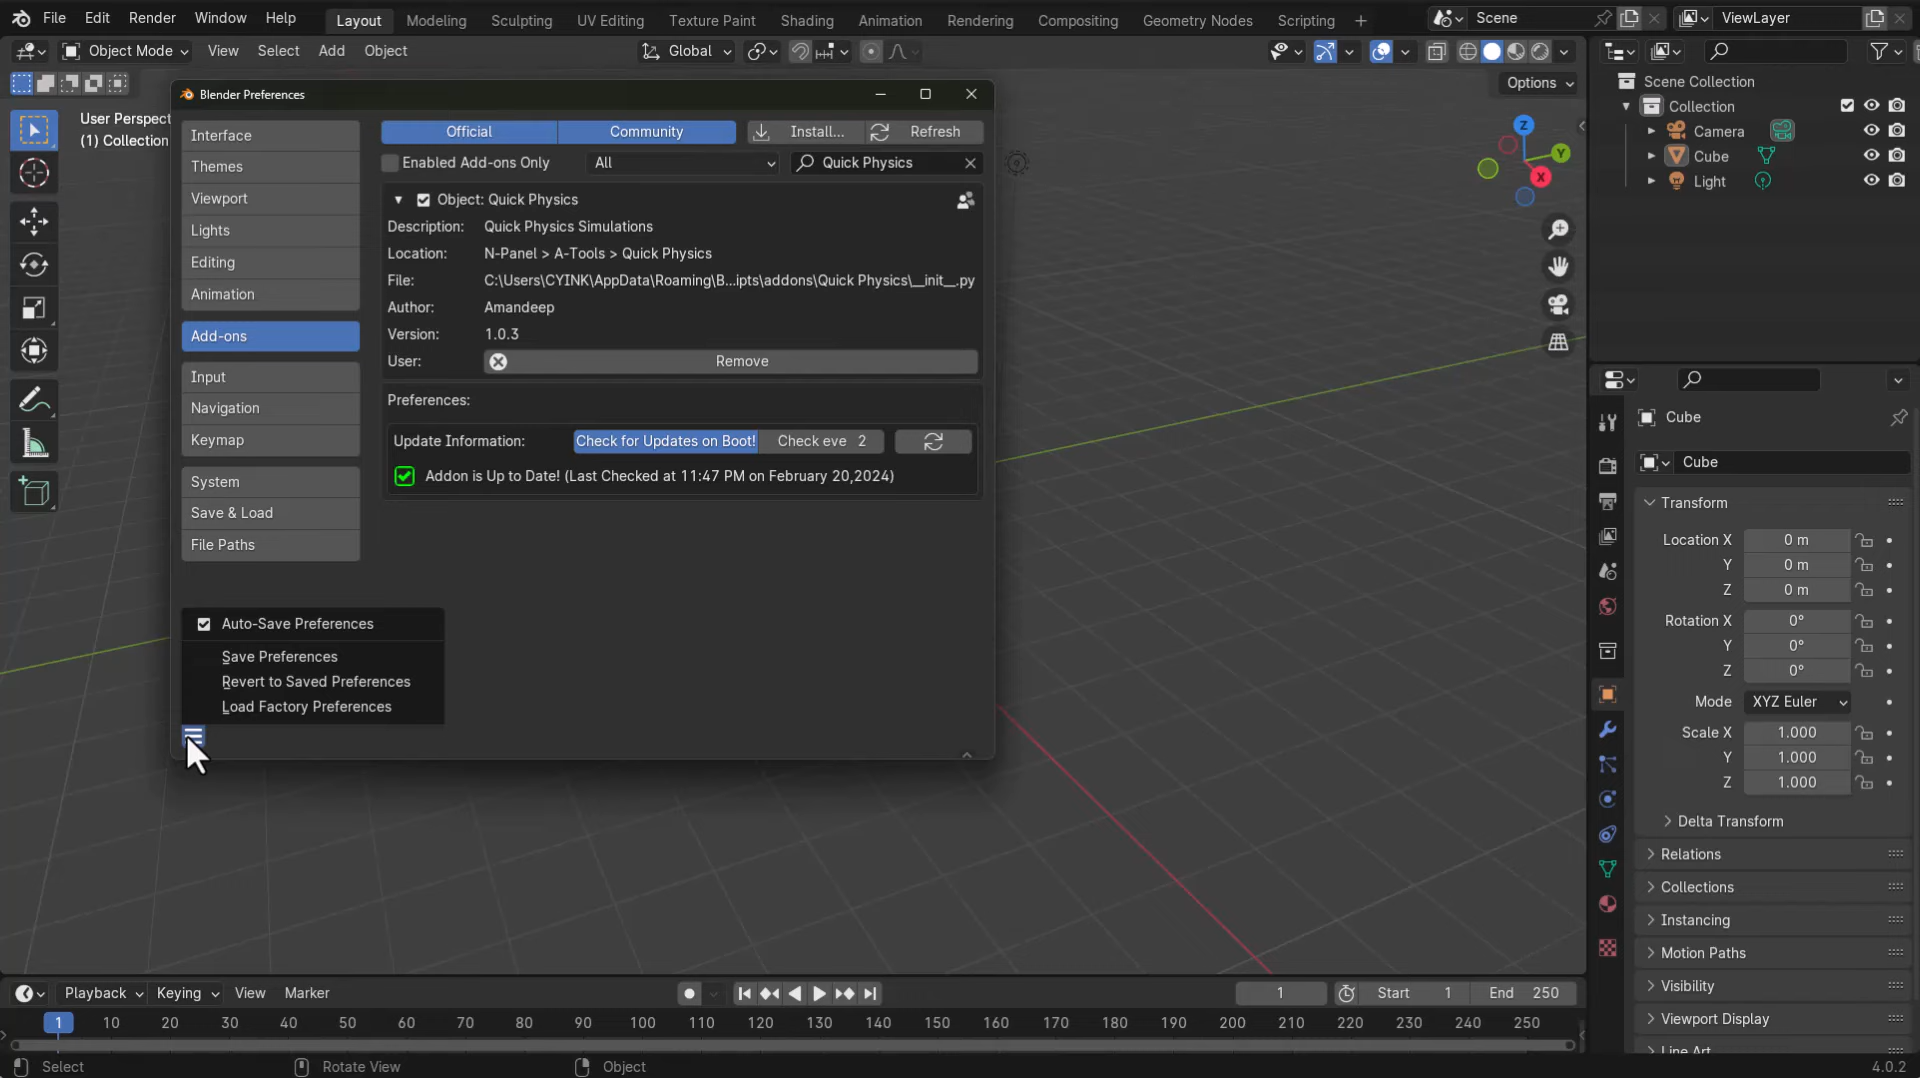 File Edit Render Window Help Layout Modeling Sculpting UV Editing Texture Paint Shading Animation Rendering Compositing Geometry Nodes Scripting + Scene ViewLayer
Object Mode View Select Add Object Global
Options
User Perspect
(1) Collection
Blender Preferences
Interface
Themes
Viewport
Lights
Editing
Animation
Add-ons
Input
Navigation
Keymap
System
Save & Load
File Paths
Official Community Install... Refresh
Enabled Add-ons Only All Quick Physics
Object: Quick Physics
Description: Quick Physics Simulations
Location: N-Panel > A-Tools > Quick Physics
File: C:\Users\CYINK\AppData\Roaming\B...ipts\addons\Quick Physics\__init__.py
Author: Amandeep
Version: 1.0.3
User: Remove
Preferences:
Update Information: Check for Updates on Boot! Check eve 2
Addon is Up to Date! (Last Checked at 11:47 PM on February 20,2024)
Auto-Save Preferences
Save Preferences
Revert to Saved Preferences
Load Factory Preferences
Z
Y
X
Scene Collection
Collection
Camera
Cube
Light
Cube
Cube
Transform
Location X 0 m
Y 0 m
Z 0 m
Rotation X 0°
Y 0°
Z 0°
Mode XYZ Euler
Scale X 1.000
Y 1.000
Z 1.000
Delta Transform
Relations
Collections
Instancing
Motion Paths
Visibility
Viewport Display
Line Art
Playback Keying View Marker 1 Start 1 End 250
1 10 20 30 40 50 60 70 80 90 100 110 120 130 140 150 160 170 180 190 200 210 220 230 240 250
Select Rotate View Object 4.0.2